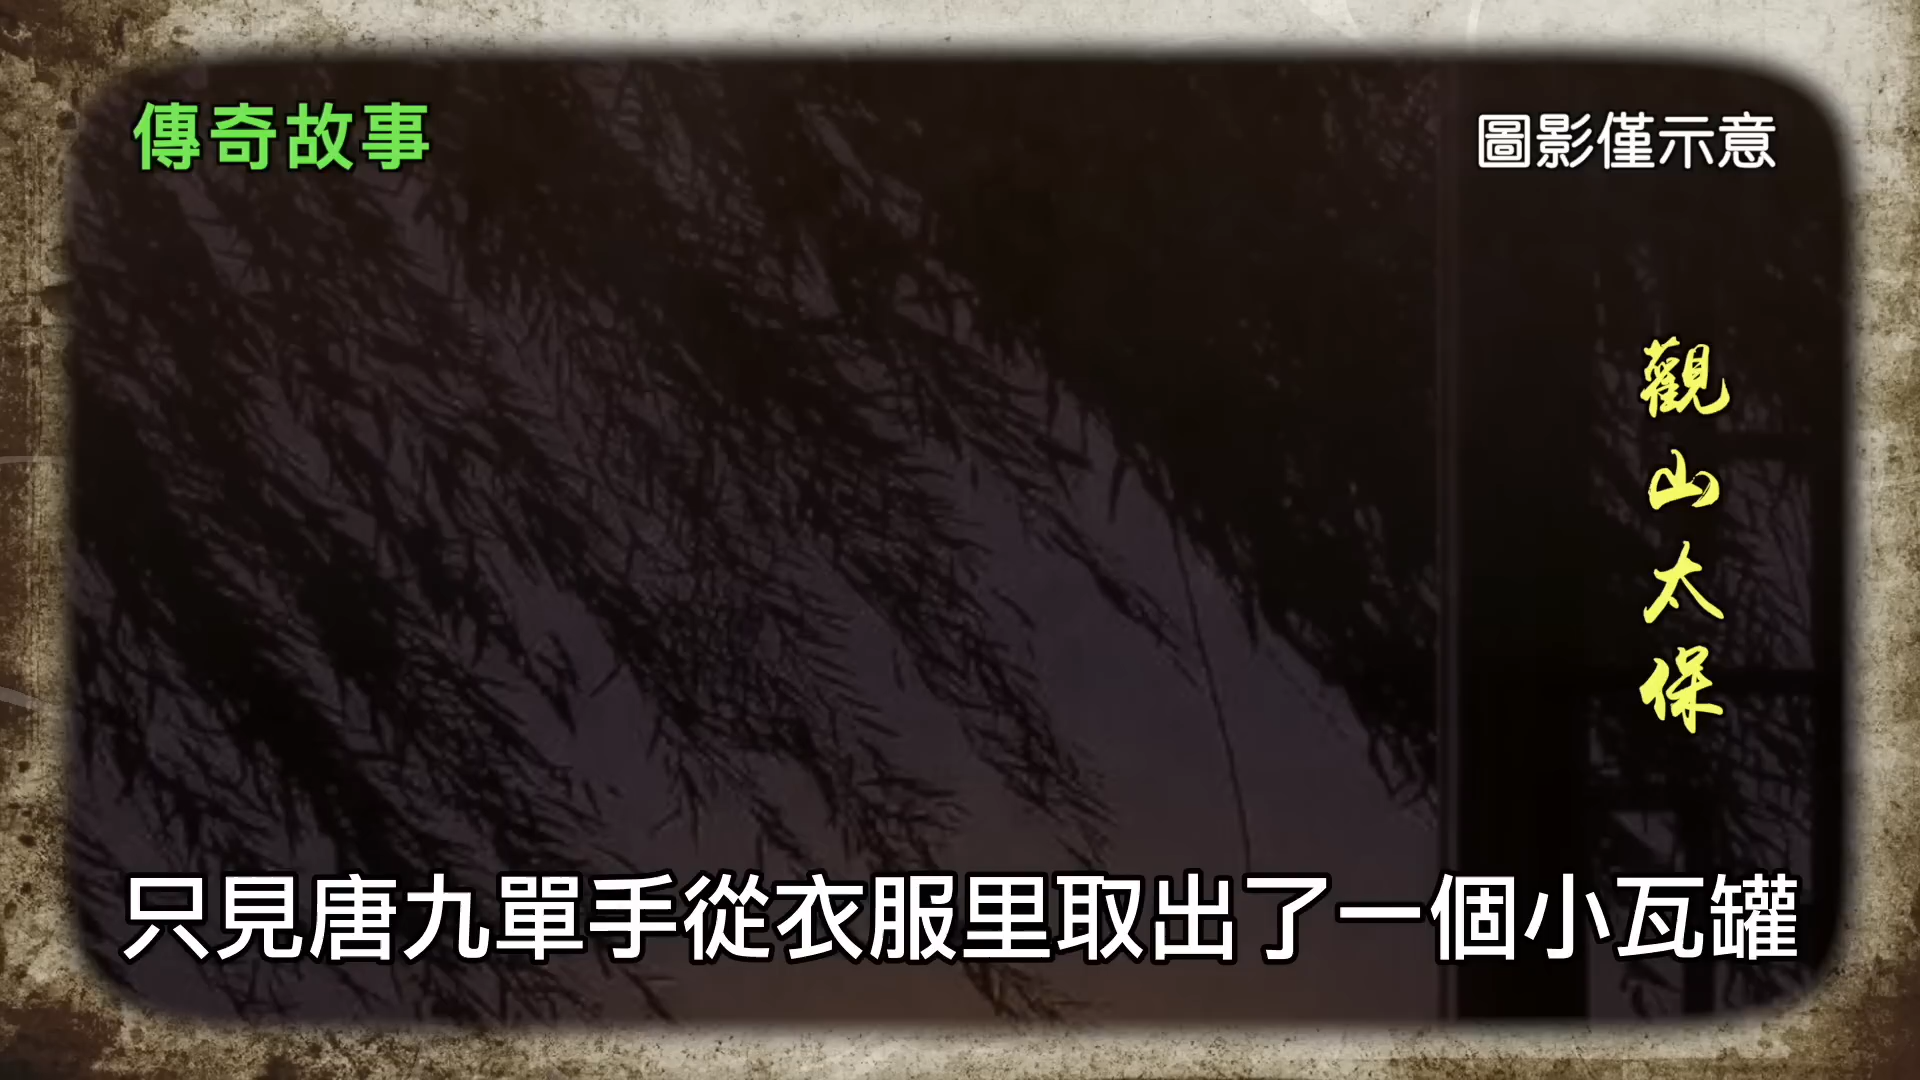 傳奇故事
圖影僅示意
觀山太保
只見唐九單手從衣服里取出了一個小瓦罐